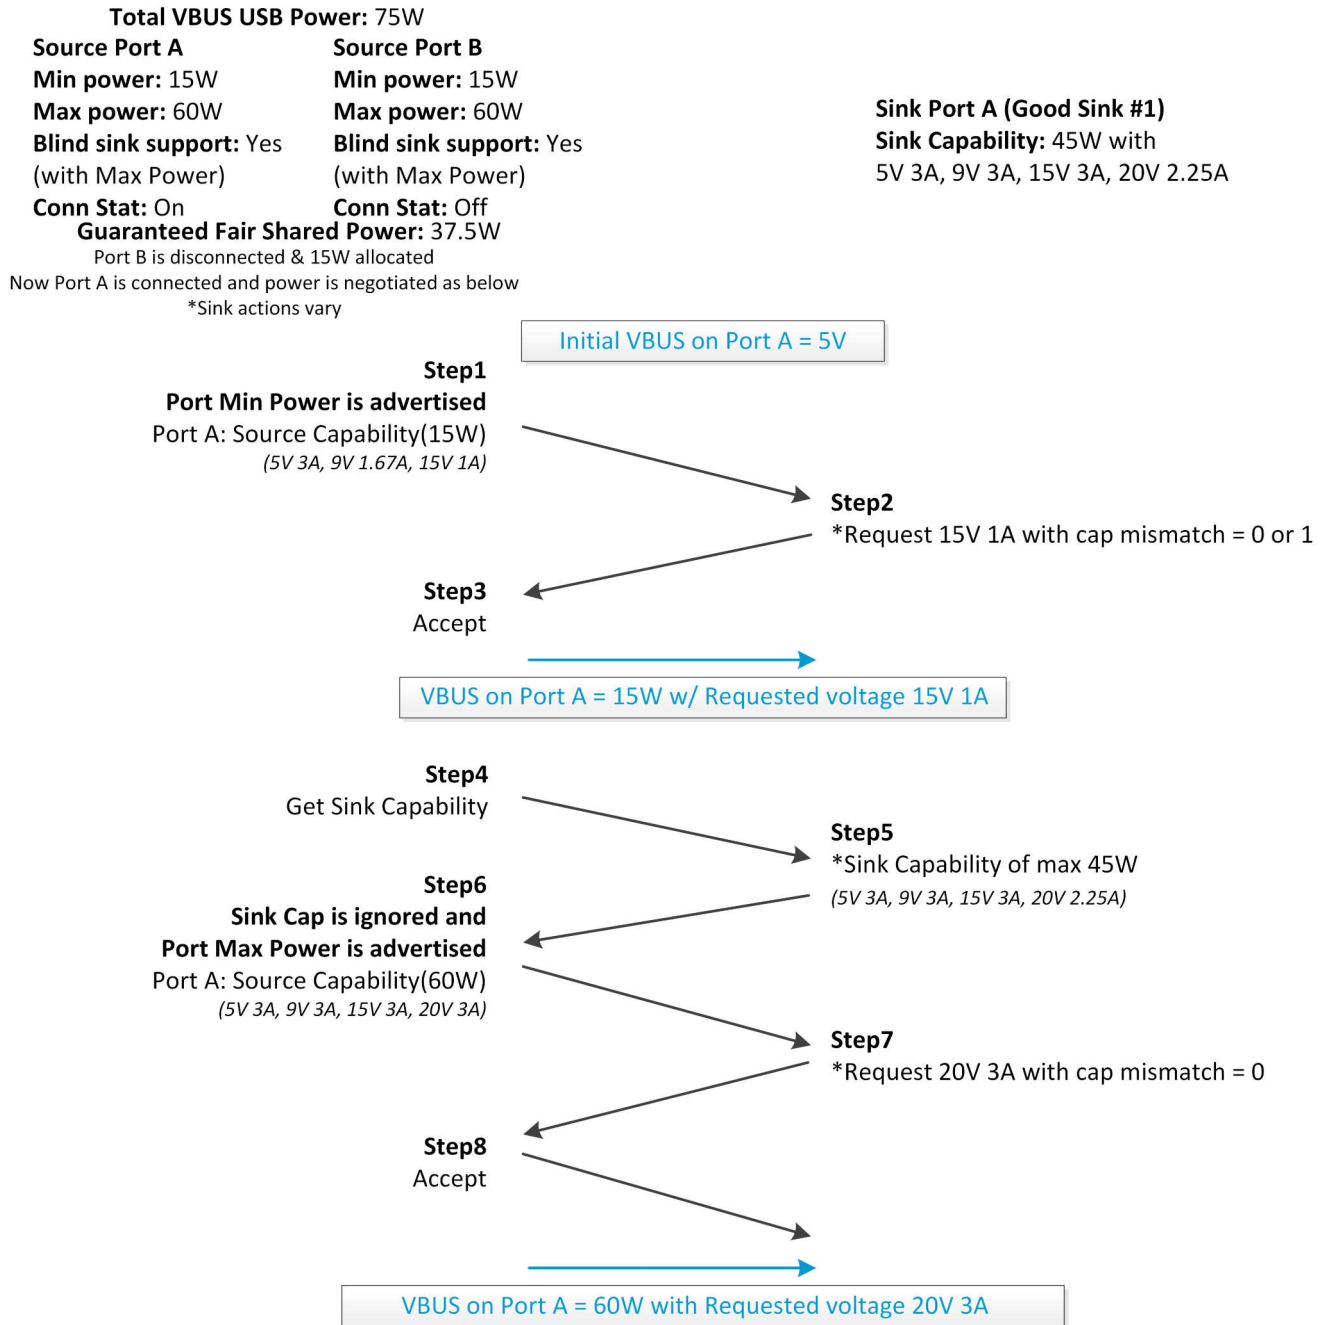 Total VBUS USB Power: 75W
Source Port A
Min power: 15W
Max power: 60W
Blind sink support: Yes
(with Max Power)
Conn Stat: On
Source Port B
Min power: 15W
Max power: 60W
Blind sink support: Yes
(with Max Power)
Conn Stat: Off
Guaranteed Fair Shared Power: 37.5W
Port B is disconnected & 15W allocated
Now Port A is connected and power is negotiated as below
*Sink actions vary
Sink Port A (Good Sink #1)
Sink Capability: 45W with
5V 3A, 9V 3A, 15V 3A, 20V 2.25A
Initial VBUS on Port A = 5V
Step1
Port Min Power is advertised
Port A: Source Capability(15W)
(5V 3A, 9V 1.67A, 15V 1A)
Step2
*Request 15V 1A with cap mismatch = 0 or 1
Step3
Accept
VBUS on Port A = 15W w/ Requested voltage 15V 1A
Step4
Get Sink Capability
Step5
*Sink Capability of max 45W
(5V 3A, 9V 3A, 15V 3A, 20V 2.25A)
Step6
Sink Cap is ignored and
Port Max Power is advertised
Port A: Source Capability(60W)
(5V 3A, 9V 3A, 15V 3A, 20V 3A)
Step7
*Request 20V 3A with cap mismatch = 0
Step8
Accept
VBUS on Port A = 60W with Requested voltage 20V 3A